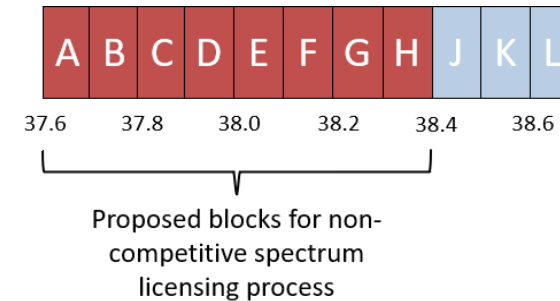 A B C D E F G H J K L
37.6 37.8 38.0 38.2 38.4 38.6
Proposed blocks for non-
competitive spectrum
licensing process